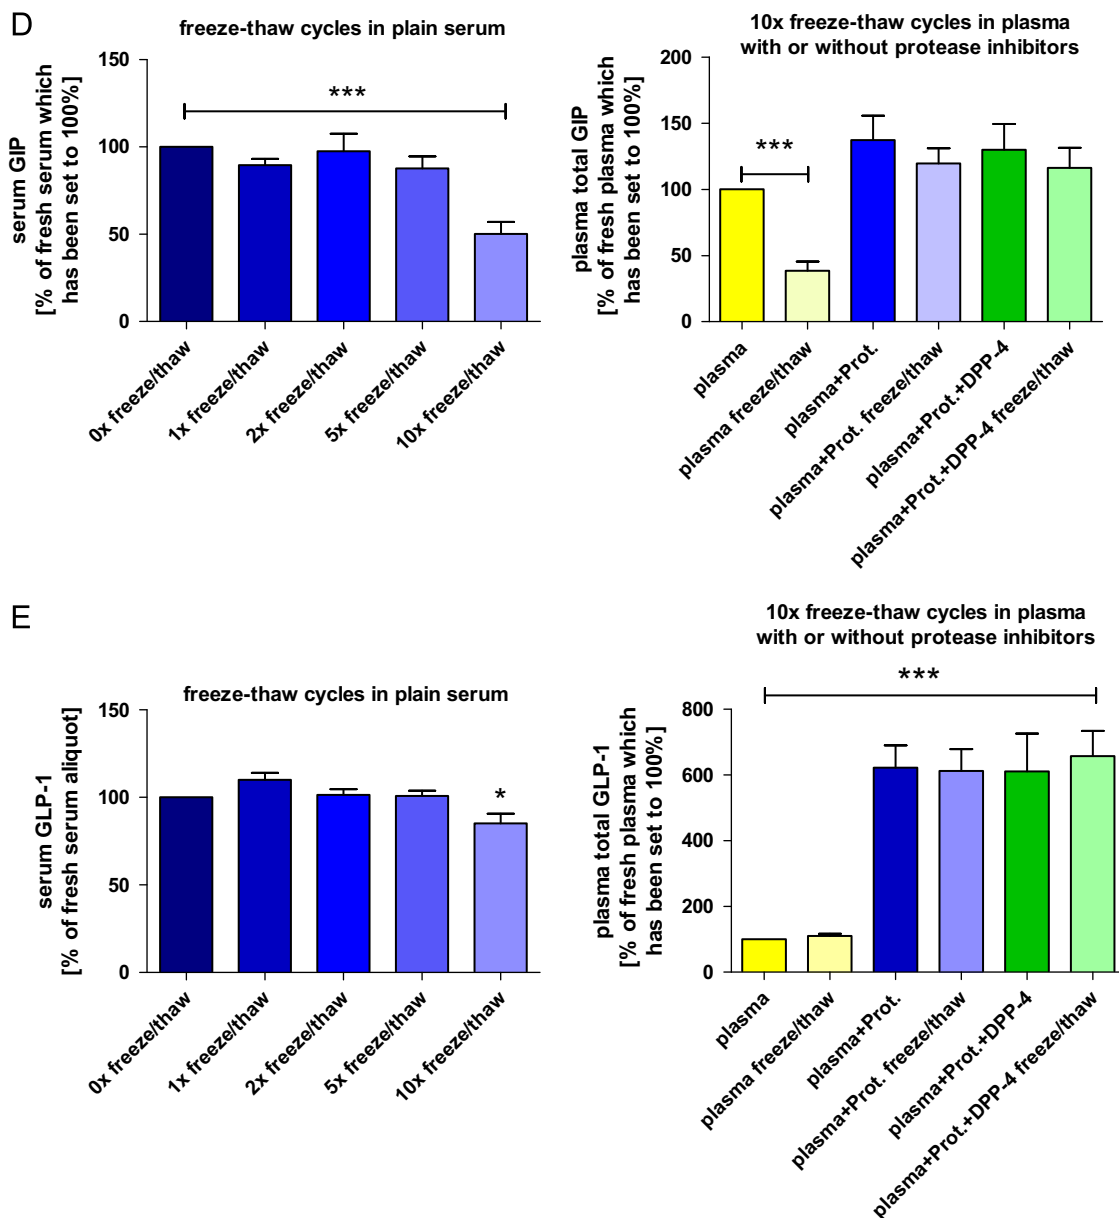 D
freeze-thaw cycles in plain serum
serum GIP
[% of fresh serum which
has been set to 100%]
150
100
50
0
***
0x freeze/thaw
1x freeze/thaw
2x freeze/thaw
5x freeze/thaw
10x freeze/thaw
10x freeze-thaw cycles in plasma
with or without protease inhibitors
plasma total GIP
[% of fresh plasma which
has been set to 100%]
200
150
100
50
0
***
plasma
plasma freeze/thaw
plasma+Prot.
plasma+Prot. freeze/thaw
plasma+Prot.+DPP-4
plasma+Prot.+DPP-4 freeze/thaw
E
freeze-thaw cycles in plain serum
serum GLP-1
[% of fresh serum aliquot]
150
100
50
0
*
0x freeze/thaw
1x freeze/thaw
2x freeze/thaw
5x freeze/thaw
10x freeze/thaw
10x freeze-thaw cycles in plasma
with or without protease inhibitors
plasma total GLP-1
[% of fresh plasma which
has been set to 100%]
800
600
400
200
0
***
plasma
plasma freeze/thaw
plasma+Prot.
plasma+Prot. freeze/thaw
plasma+Prot.+DPP-4
plasma+Prot.+DPP-4 freeze/thaw